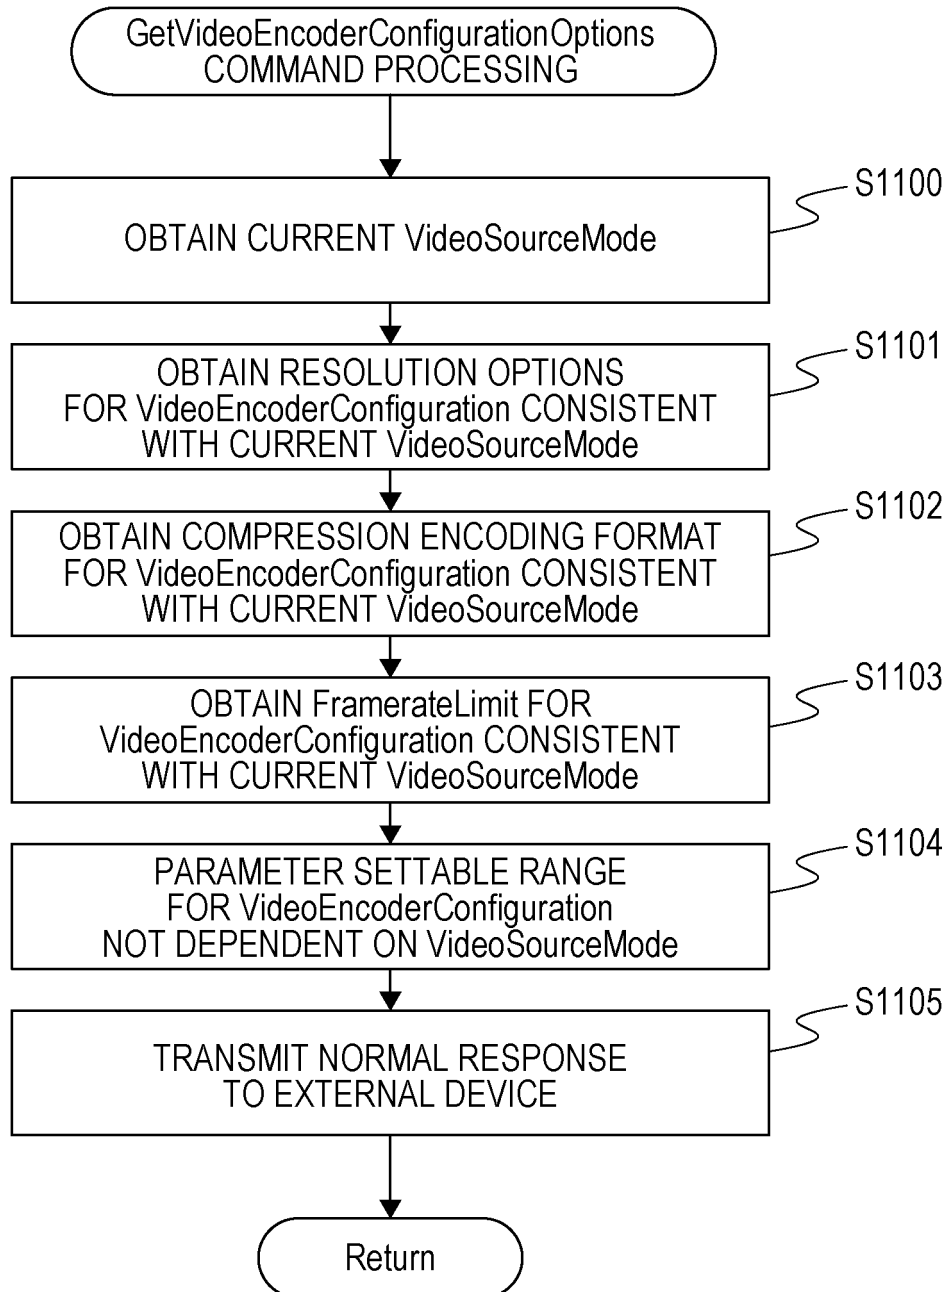 GetVideoEncoderConfigurationOptions
COMMAND PROCESSING
S1100
OBTAIN CURRENT VideoSourceMode
S1101
OBTAIN RESOLUTION OPTIONS
FOR VideoEncoderConfiguration CONSISTENT
WITH CURRENT VideoSourceMode
S1102
OBTAIN COMPRESSION ENCODING FORMAT
FOR VideoEncoderConfiguration CONSISTENT
WITH CURRENT VideoSourceMode
S1103
OBTAIN FramerateLimit FOR
VideoEncoderConfiguration CONSISTENT
WITH CURRENT VideoSourceMode
S1104
PARAMETER SETTABLE RANGE
FOR VideoEncoderConfiguration
NOT DEPENDENT ON VideoSourceMode
S1105
TRANSMIT NORMAL RESPONSE
TO EXTERNAL DEVICE
Return